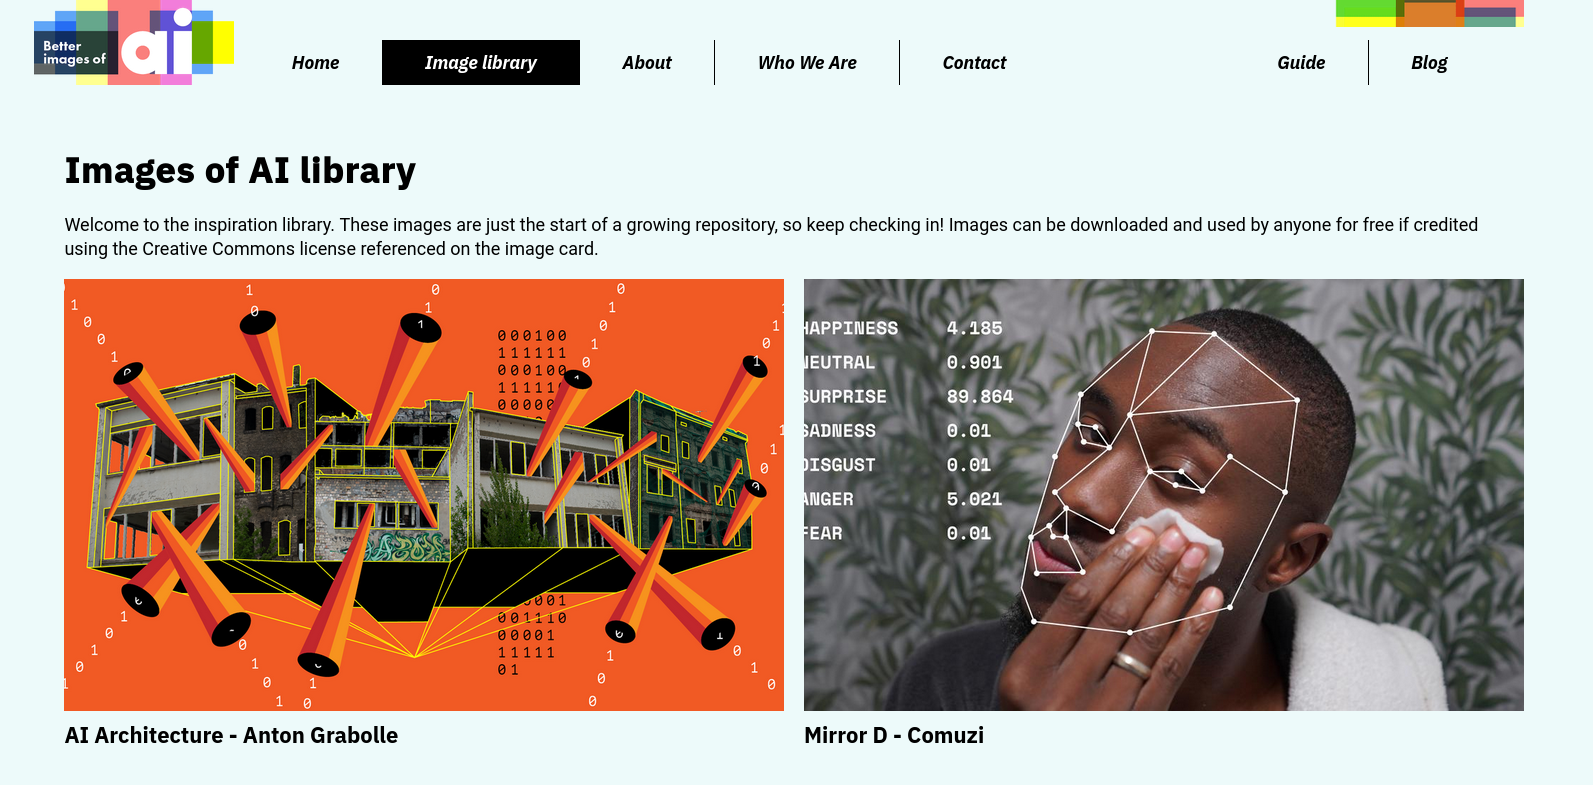 Better
images of
ai
Home
Image library
About
Who We Are
Contact
Guide
Blog
Images of AI library
Welcome to the inspiration library. These images are just the start of a growing repository, so keep checking in! Images can be downloaded and used by anyone for free if credited
using the Creative Commons license referenced on the image card.
000100
111111
000100
001110
00001
11111
01
HAPPINESS 4.185
NEUTRAL 0.901
SURPRISE 89.864
SADNESS 0.01
DISGUST 0.01
ANGER 5.021
FEAR 0.01
AI Architecture - Anton Grabolle
Mirror D - Comuzi